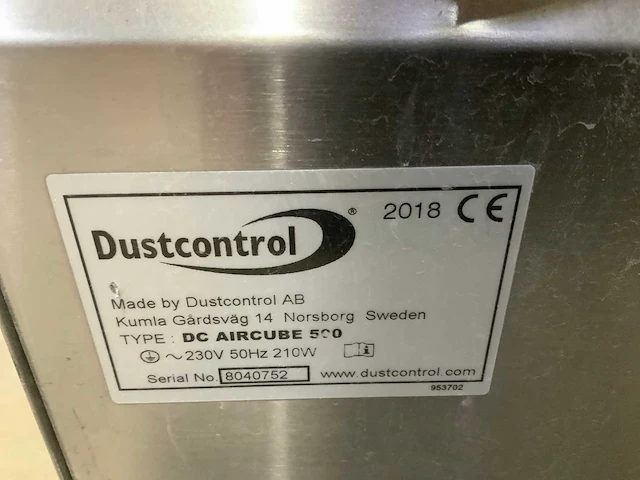 Dustcontrol ® 2018 CE
Made by Dustcontrol AB
Kumla Gårdsväg 14 Norsborg Sweden
TYPE : DC AIRCUBE 500
~230V 50Hz 210W i
Serial No. 8040752 www.dustcontrol.com
953702